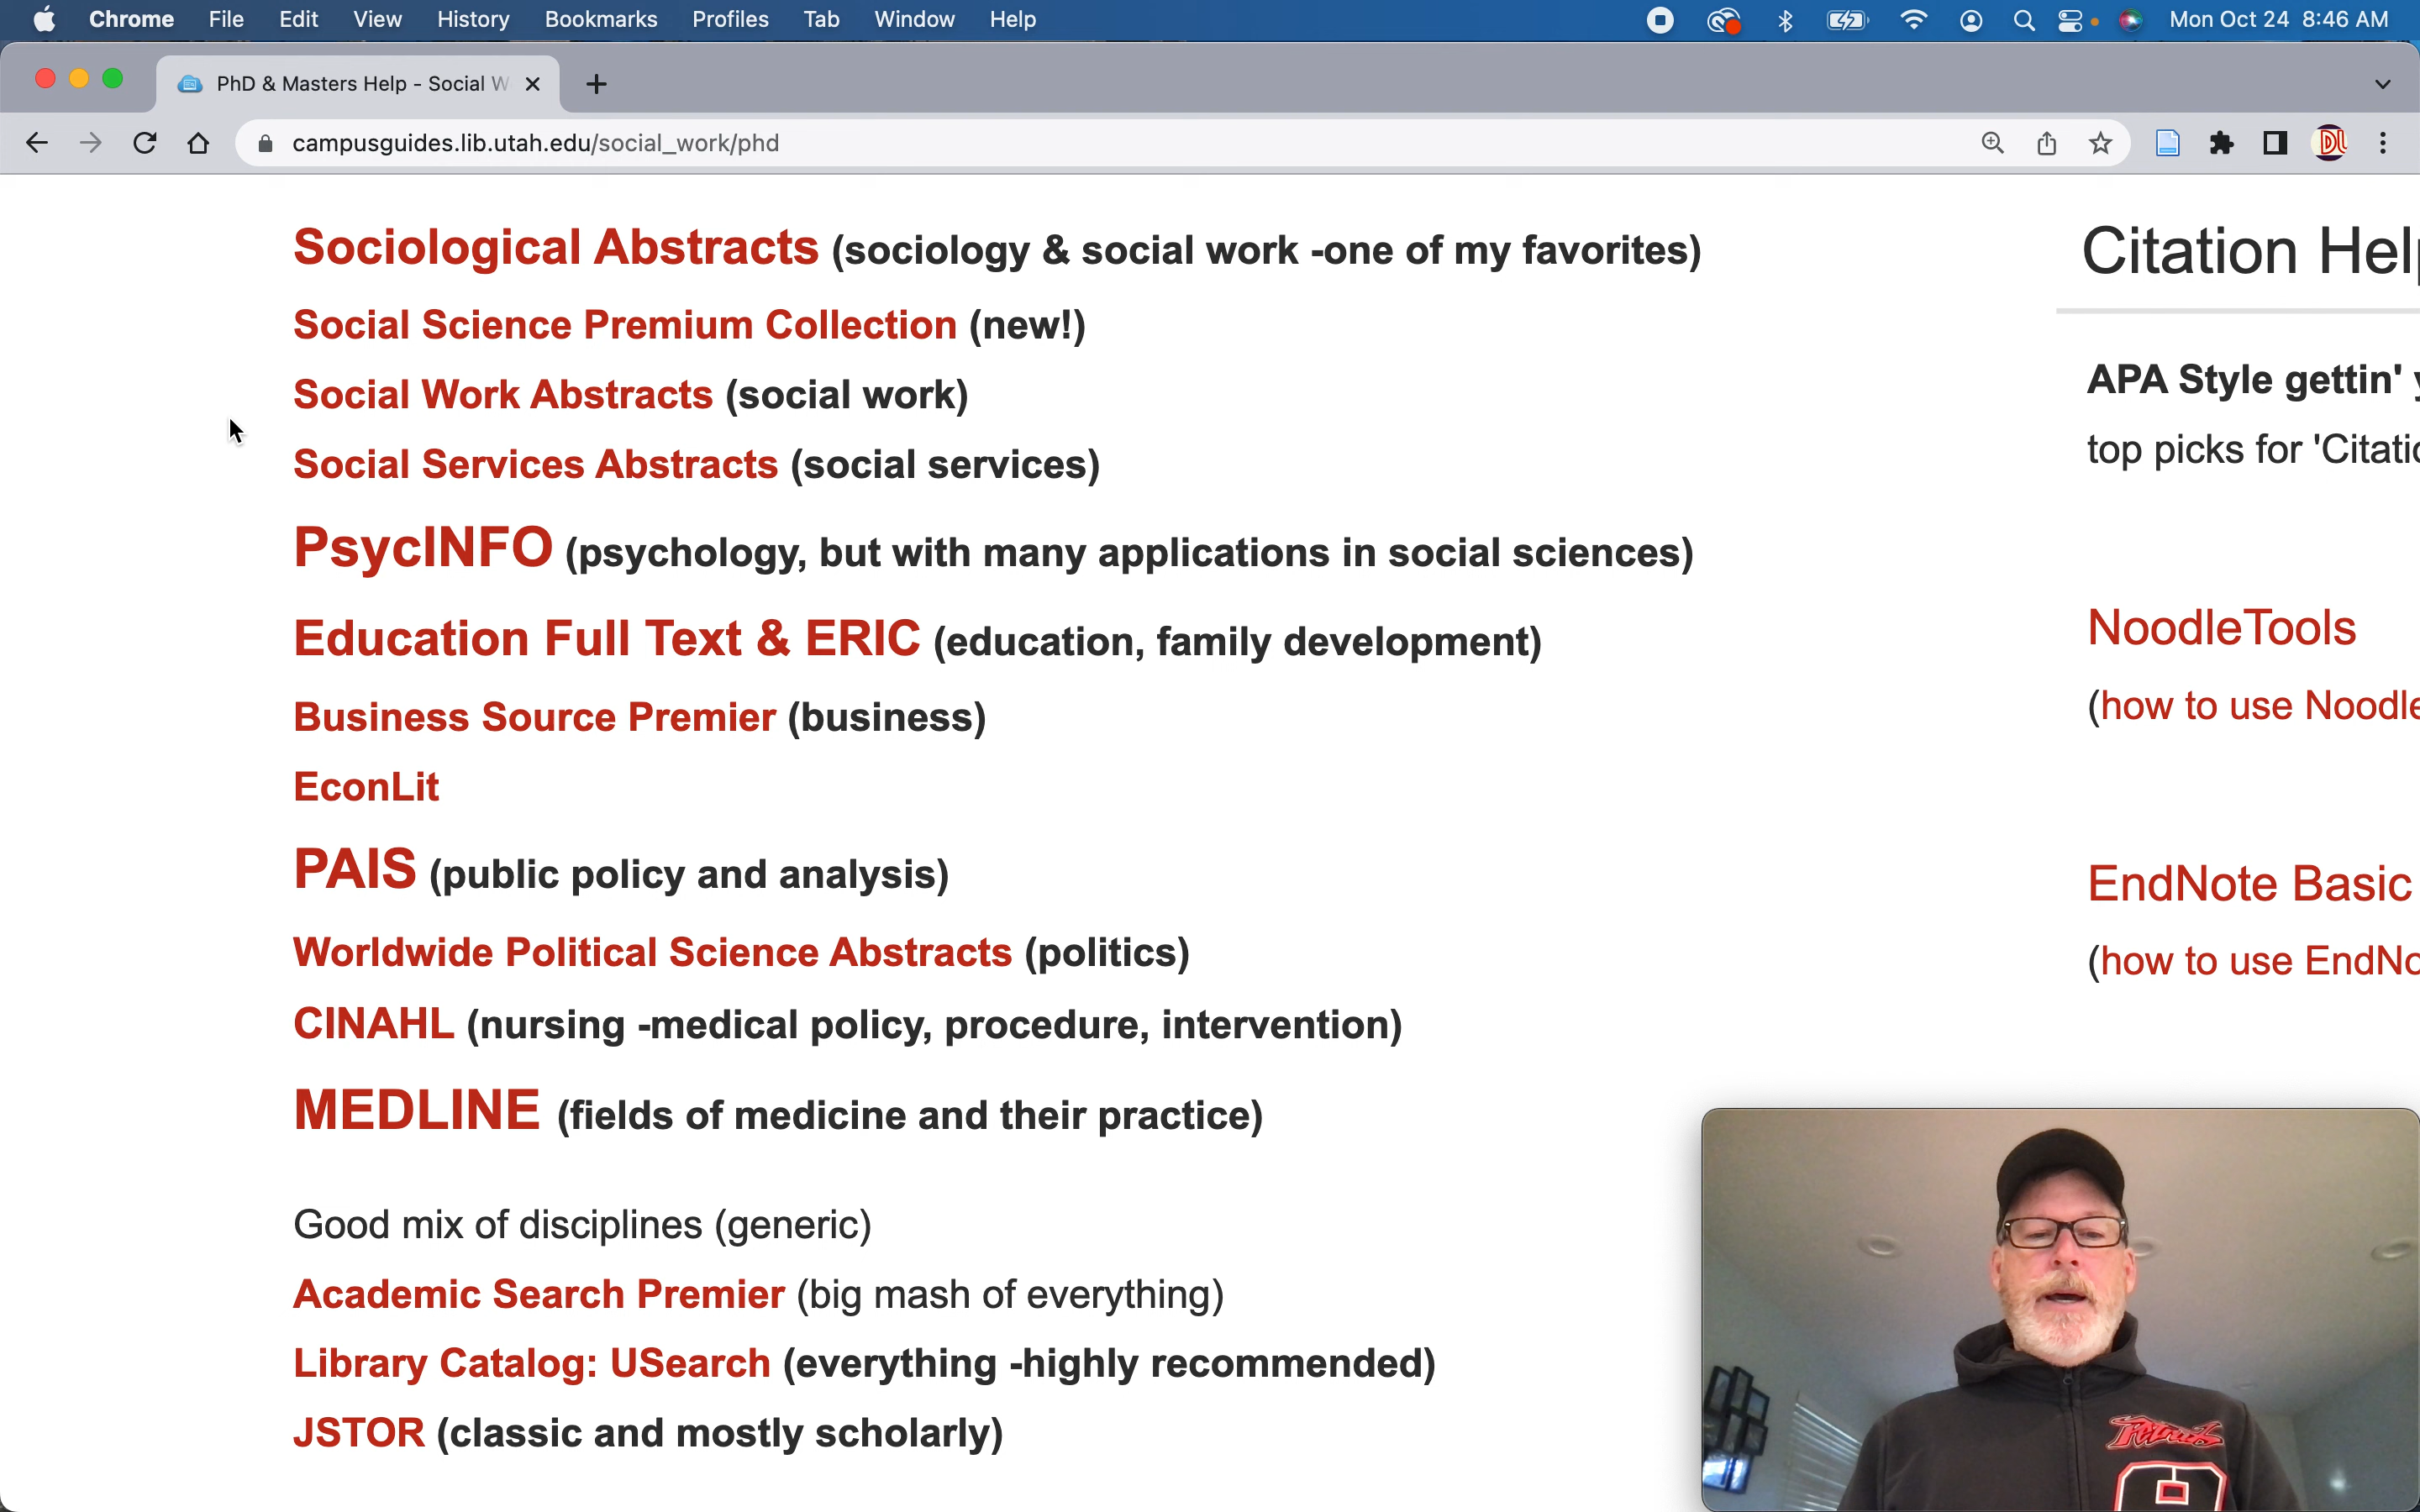 Chrome File Edit View History Bookmarks Profiles Tab Window Help Mon Oct 24 8:46 AM
PhD & Masters Help - Social W
campusguides.lib.utah.edu/social_work/phd
Sociological Abstracts (sociology & social work -one of my favorites)
Social Science Premium Collection (new!)
Social Work Abstracts (social work)
Social Services Abstracts (social services)
PsycINFO (psychology, but with many applications in social sciences)
Education Full Text & ERIC (education, family development)
Business Source Premier (business)
EconLit
PAIS (public policy and analysis)
Worldwide Political Science Abstracts (politics)
CINAHL (nursing -medical policy, procedure, intervention)
MEDLINE (fields of medicine and their practice)
Good mix of disciplines (generic)
Academic Search Premier (big mash of everything)
Library Catalog: USearch (everything -highly recommended)
JSTOR (classic and mostly scholarly)
Citation Hel
APA Style gettin'
top picks for 'Citati
NoodleTools
(how to use Noodle
EndNote Basic
(how to use EndNo